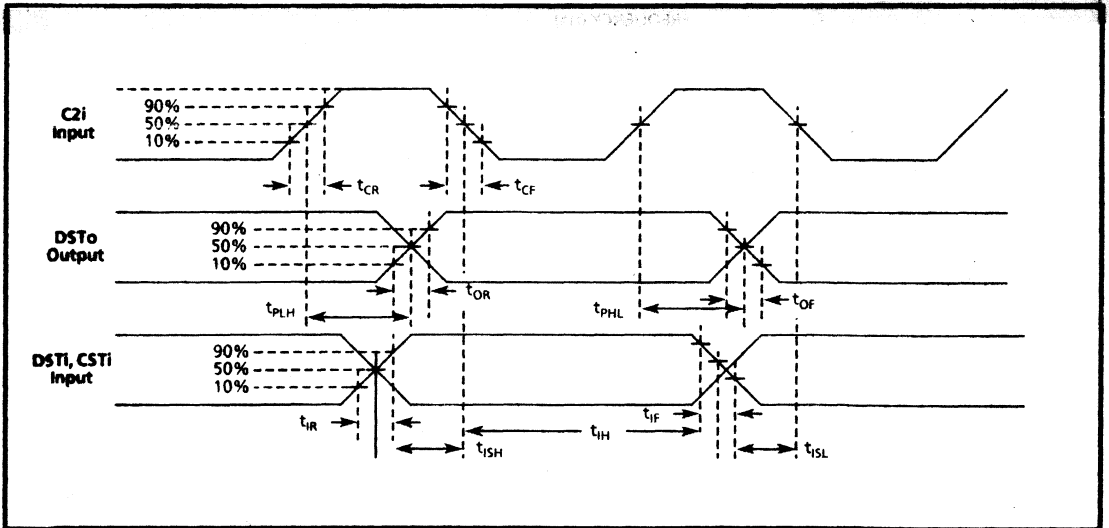 C2i
Input
90%
50%
10%
tCR
tCF
DSTo
Output
90%
50%
10%
tOR
tPLH
tPHL
tOF
DSTi, CSTi
Input
90%
50%
10%
tIR
tISH
tIH
tIF
tISL